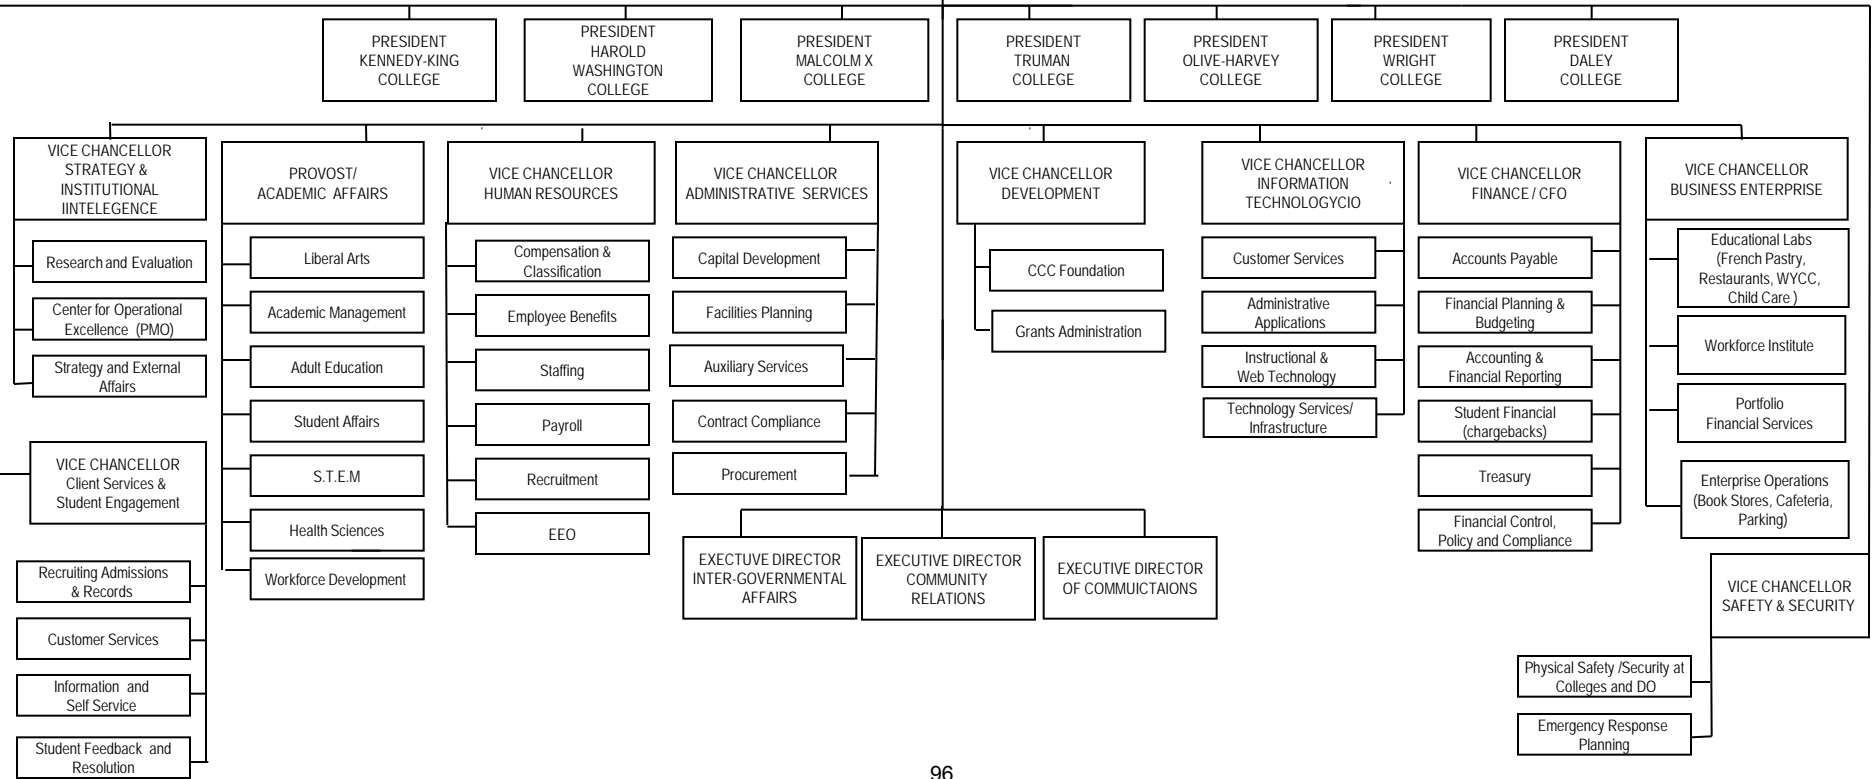 PRESIDENT
KENNEDY-KING
COLLEGE
PRESIDENT
HAROLD
WASHINGTON
COLLEGE
PRESIDENT
MALCOLM X
COLLEGE
PRESIDENT
TRUMAN
COLLEGE
PRESIDENT
OLIVE-HARVEY
COLLEGE
PRESIDENT
WRIGHT
COLLEGE
PRESIDENT
DALEY
COLLEGE
VICE CHANCELLOR
STRATEGY &
INSTITUTIONAL
IINTELEGENCE
Research and Evaluation
Center for Operational
Excellence (PMO)
Strategy and External
Affairs
VICE CHANCELLOR
Client Services &
Student Engagement
Recruiting Admissions
& Records
Customer Services
Information and
Self Service
Student Feedback and
Resolution
PROVOST/
ACADEMIC AFFAIRS
Liberal Arts
Academic Management
Adult Education
Student Affairs
S.T.E.M
Health Sciences
Workforce Development
VICE CHANCELLOR
HUMAN RESOURCES
Compensation &
Classification
Employee Benefits
Staffing
Payroll
Recruitment
EEO
VICE CHANCELLOR
ADMINISTRATIVE SERVICES
Capital Development
Facilities Planning
Auxiliary Services
Contract Compliance
Procurement
VICE CHANCELLOR
DEVELOPMENT
CCC Foundation
Grants Administration
VICE CHANCELLOR
INFORMATION
TECHNOLOGYCIO
Customer Services
Administrative
Applications
Instructional &
Web Technology
Technology Services/
Infrastructure
VICE CHANCELLOR
FINANCE / CFO
Accounts Payable
Financial Planning &
Budgeting
Accounting &
Financial Reporting
Student Financial
(chargebacks)
Treasury
Financial Control,
Policy and Compliance
VICE CHANCELLOR
BUSINESS ENTERPRISE
Educational Labs
(French Pastry,
Restaurants, WYCC,
Child Care )
Workforce Institute
Portfolio
Financial Services
Enterprise Operations
(Book Stores, Cafeteria,
Parking)
EXECTUVE DIRECTOR
INTER-GOVERNMENTAL
AFFAIRS
EXECUTIVE DIRECTOR
COMMUNITY
RELATIONS
EXECUTIVE DIRECTOR
OF COMMUICTAIONS
VICE CHANCELLOR
SAFETY & SECURITY
Physical Safety /Security at
Colleges and DO
Emergency Response
Planning
96